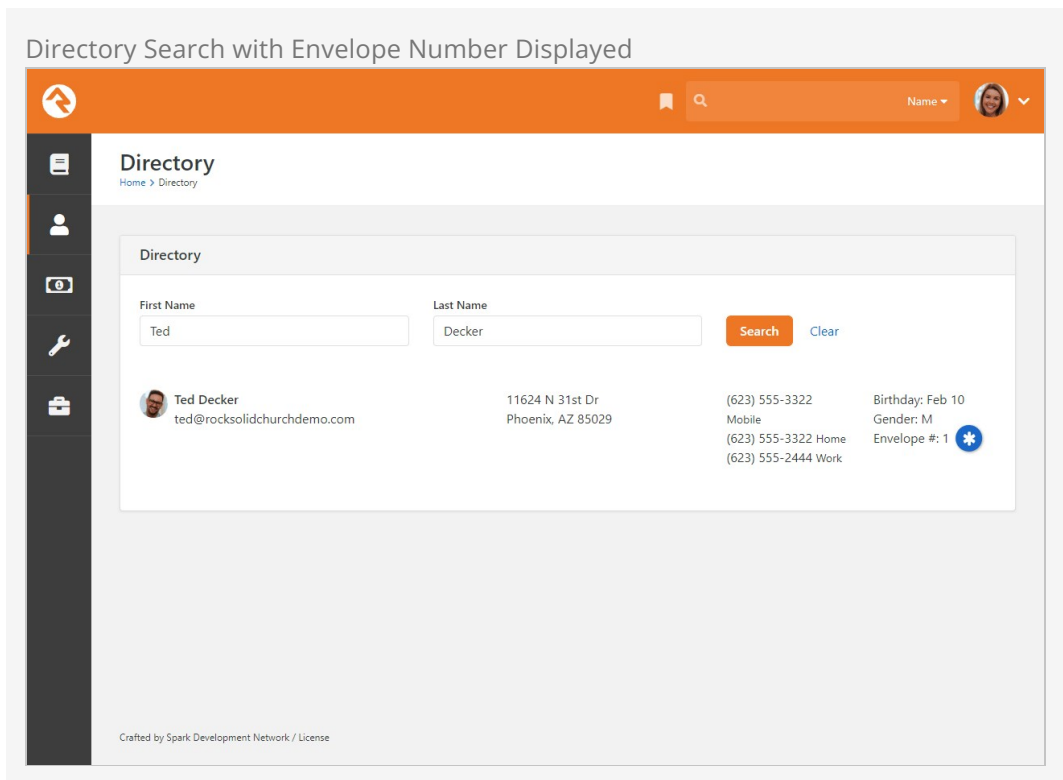 Directory Search with Envelope Number Displayed
Name
Directory
Home > Directory
Directory
First Name
Last Name
Ted
Decker
Search
Clear
Ted Decker
ted@rocksolidchurchdemo.com
11624 N 31st Dr
Phoenix, AZ 85029
(623) 555-3322
Mobile
(623) 555-3322 Home
(623) 555-2444 Work
Birthday: Feb 10
Gender: M
Envelope #: 1
Crafted by Spark Development Network / License